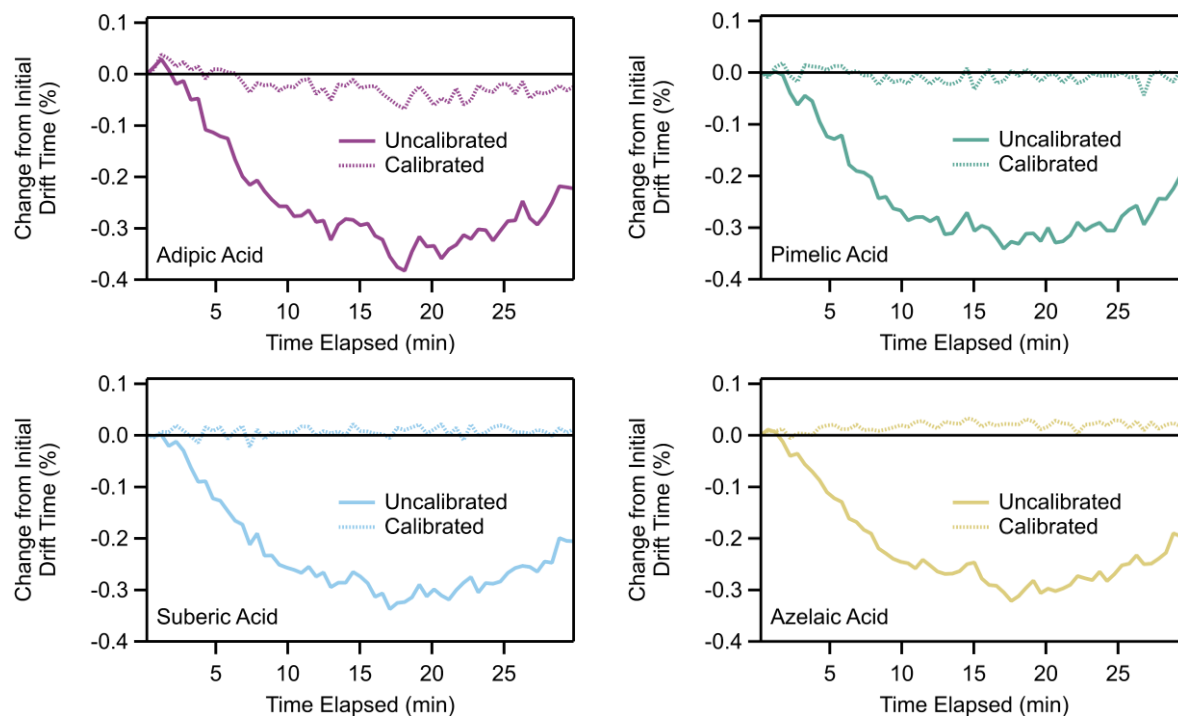 Change from Initial
Drift Time (%)
0.1
0.0
-0.1
-0.2
-0.3
-0.4
Uncalibrated
Calibrated
Adipic Acid
5
10
15
20
25
Time Elapsed (min)
Change from Initial
Drift Time (%)
0.1
0.0
-0.1
-0.2
-0.3
-0.4
Uncalibrated
Calibrated
Pimelic Acid
5
10
15
20
25
Time Elapsed (min)
Change from Initial
Drift Time (%)
0.1
0.0
-0.1
-0.2
-0.3
-0.4
Uncalibrated
Calibrated
Suberic Acid
5
10
15
20
25
Time Elapsed (min)
Change from Initial
Drift Time (%)
0.1
0.0
-0.1
-0.2
-0.3
-0.4
Uncalibrated
Calibrated
Azelaic Acid
5
10
15
20
25
Time Elapsed (min)